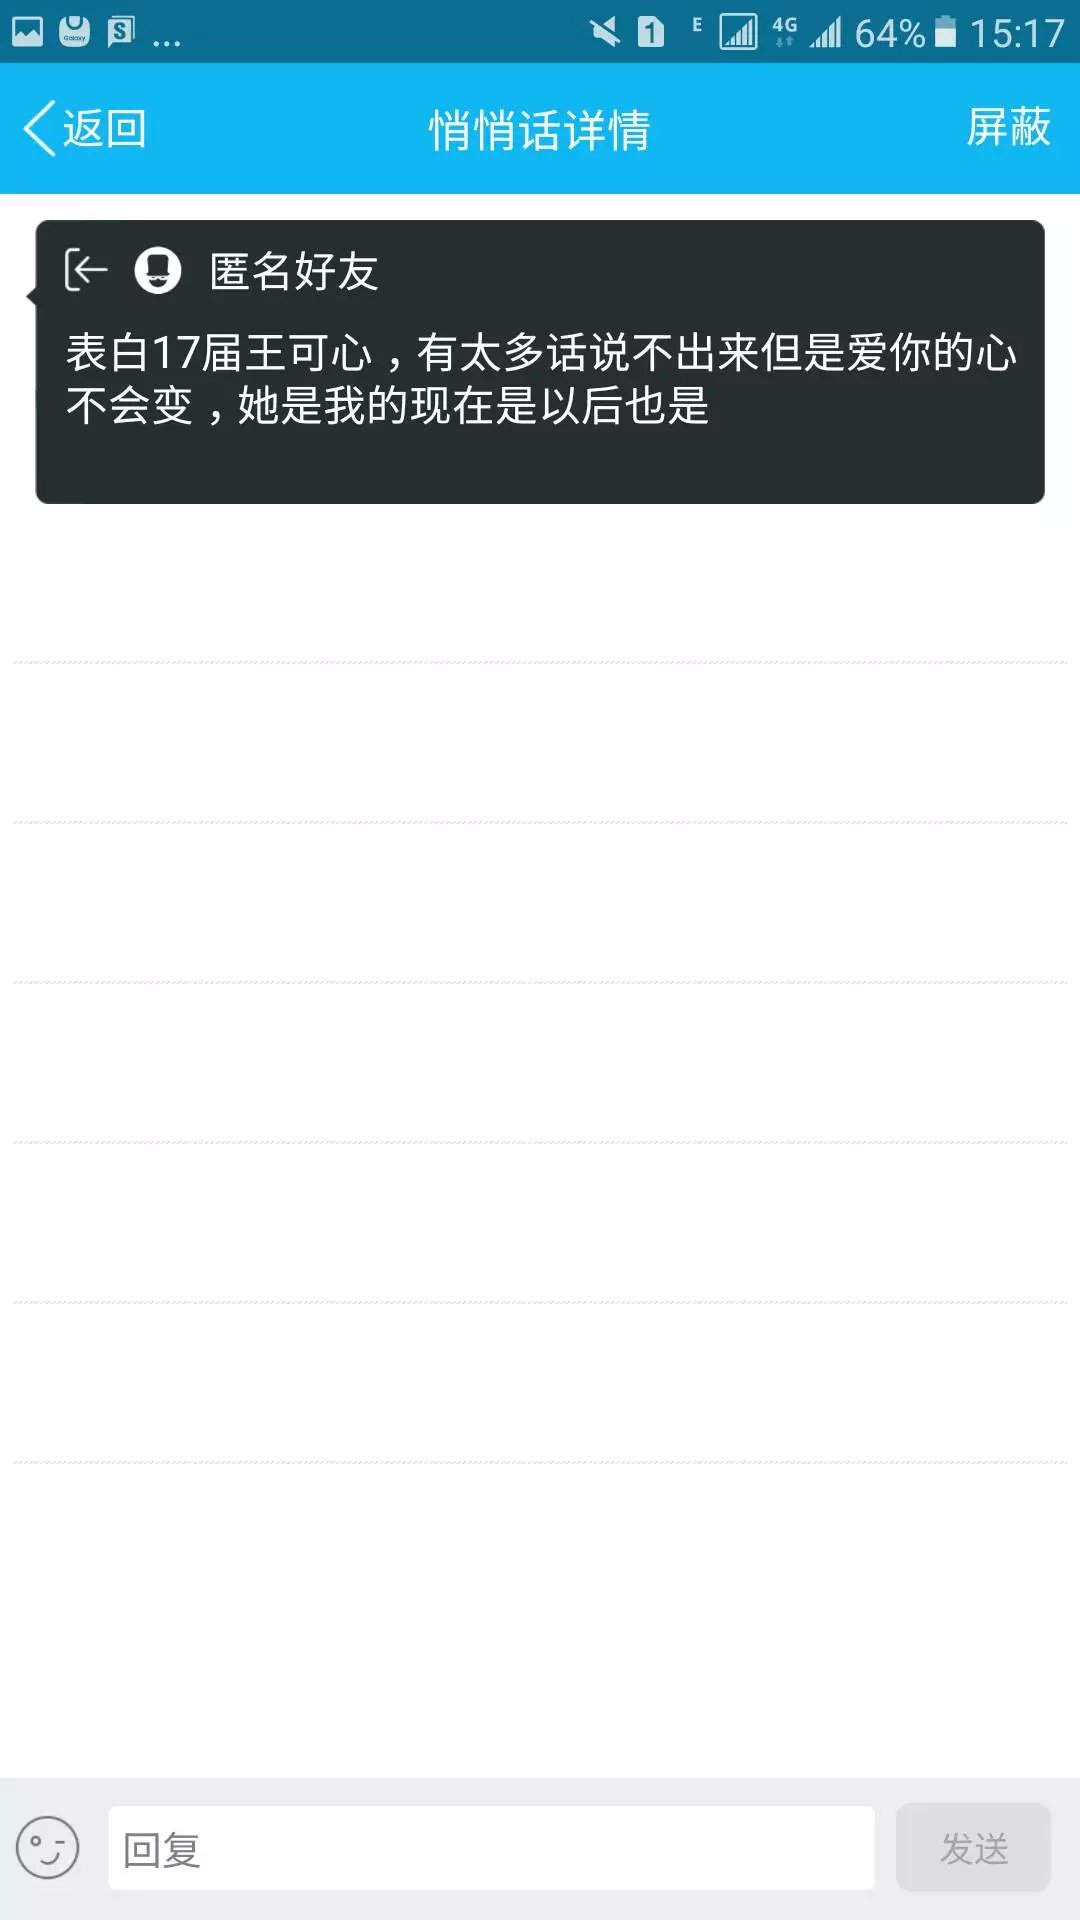 ... 1 E 4G 64% 15:17
返回 悄悄话详情 屏蔽
匿名好友
表白17届王可心，有太多话说不出来但是爱你的心
不会变，她是我的现在是以后也是
回复 发送